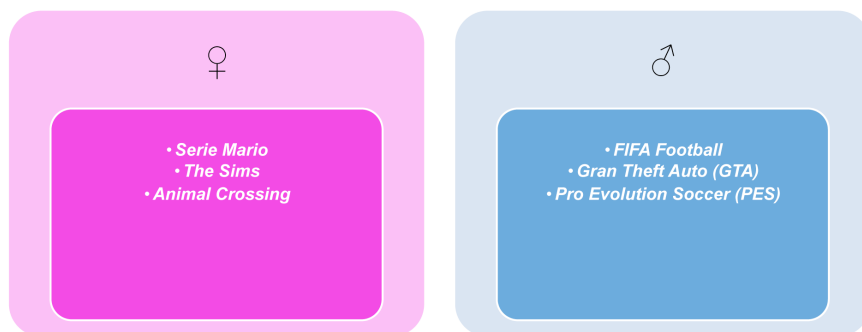 ♀
• Serie Mario
• The Sims
• Animal Crossing
♂
• FIFA Football
• Gran Theft Auto (GTA)
• Pro Evolution Soccer (PES)